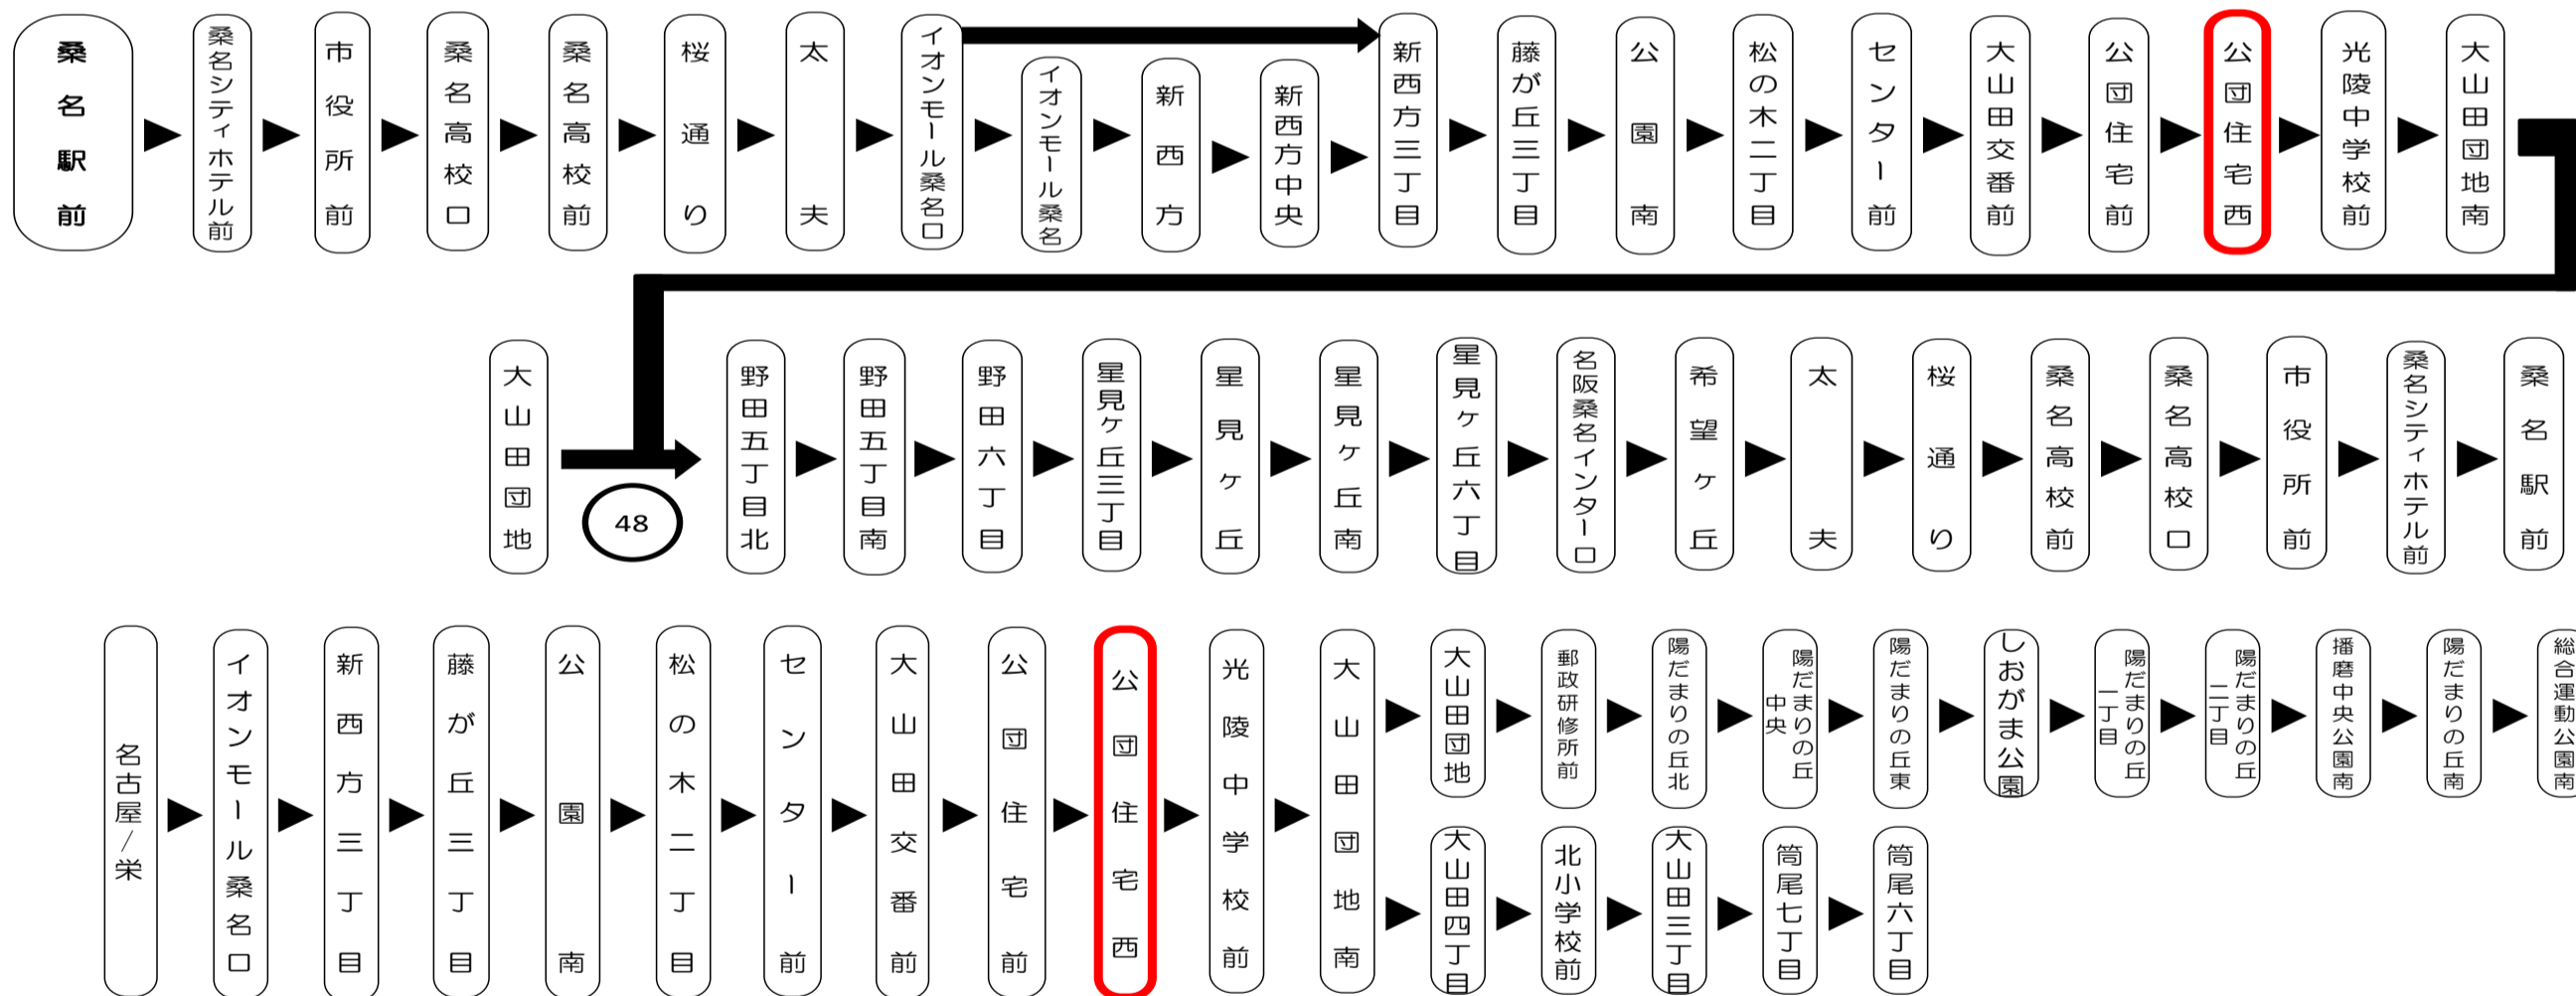 桑名駅前
桑名シティホテル前
市役所前
桑名高校口
桑名高校前
桜通り
太夫
イオンモール桑名口
イオンモール桑名
新西方
新西方中央
新西方三丁目
藤が丘三丁目
公園南
松の木二丁目
センター前
大山田交番前
公団住宅前
公団住宅西
光陵中学校前
大山田団地南
大山田団地
48
野田五丁目北
野田五丁目南
野田六丁目
星見ヶ丘三丁目
星見ヶ丘
星見ヶ丘南
星見ヶ丘六丁目
名阪桑名インター口
希望ヶ丘
太夫
桜通り
桑名高校前
桑名高校口
市役所前
桑名シティホテル前
桑名駅前
名古屋/栄
イオンモール桑名口
新西方三丁目
藤が丘三丁目
公園南
松の木二丁目
センター前
大山田交番前
公団住宅前
公団住宅西
光陵中学校前
大山田団地南
大山田団地
郵政研修所前
陽だまりの丘北
陽だまりの丘
中央
陽だまりの丘東
しおがま公園
陽だまりの丘
一丁目
陽だまりの丘
二丁目
播磨中央公園南
陽だまりの丘南
総合運動公園南
大山田四丁目
北小学校前
大山田三丁目
筒尾七丁目
筒尾六丁目